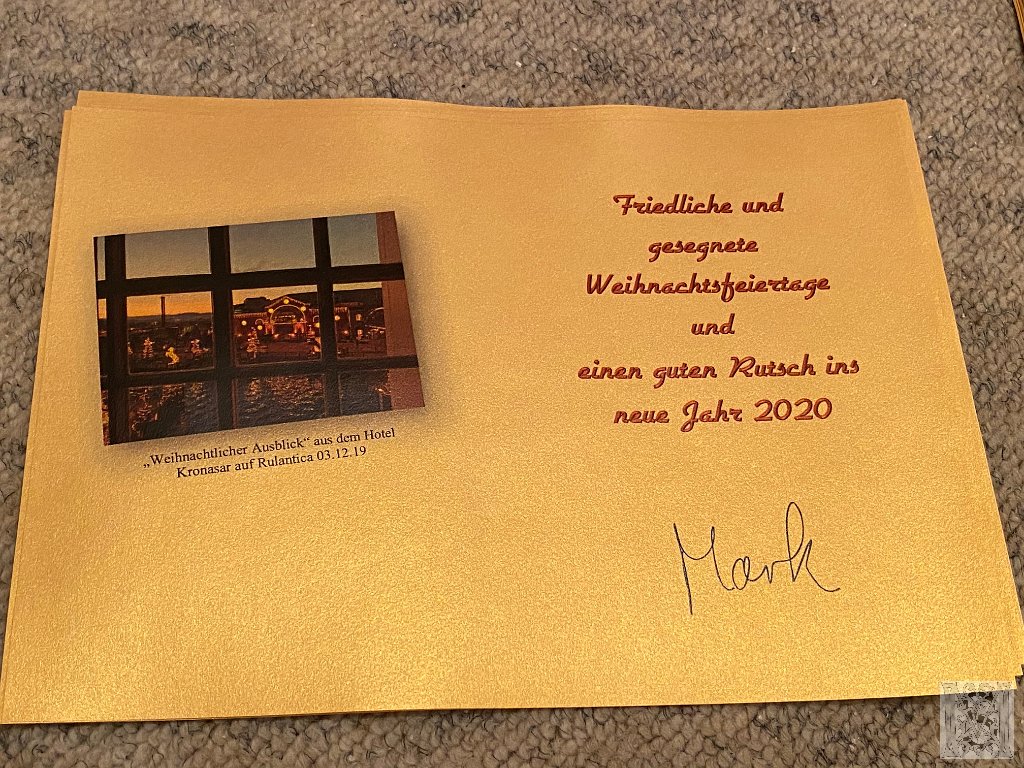 „Weihnachtlicher Ausblick“ aus dem Hotel
Kronasar auf Rulantica 03.12.19
Friedliche und
gesegnete
Weihnachtsfeiertage
und
einen guten Rutsch ins
neue Jahr 2020
Mark